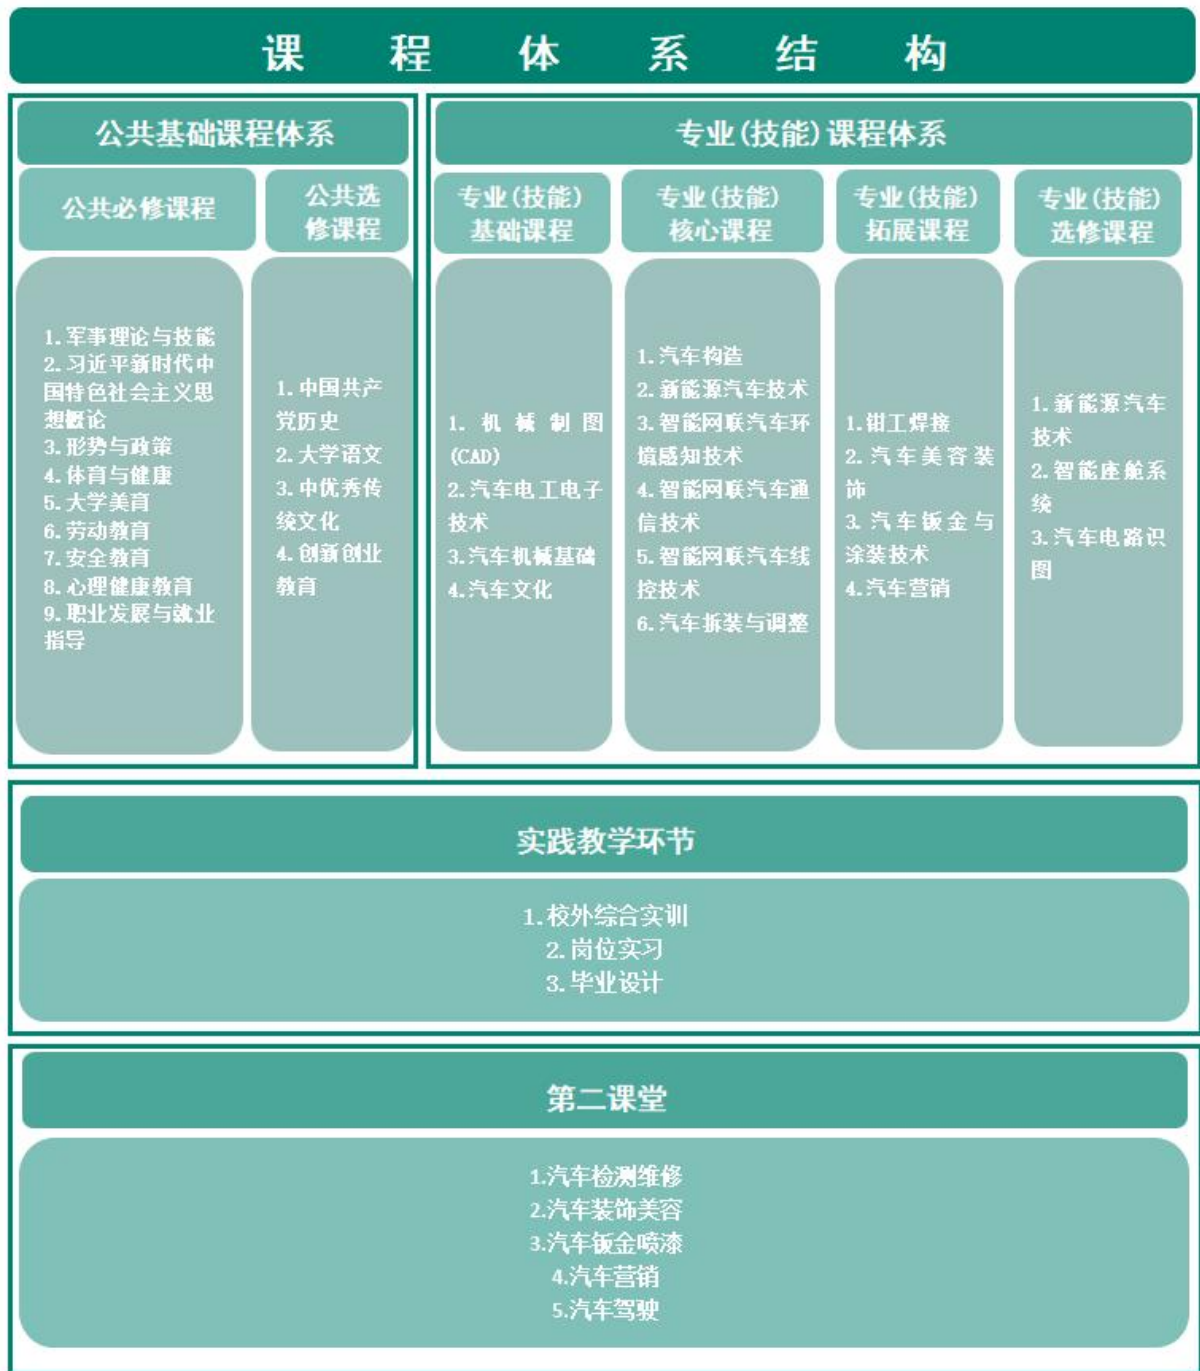 课程体系结构
公共基础课程体系
公共必修课程
公共选
修课程
1.军事理论与技能
2.习近平新时代中
国特色社会主义思
想概论
3.形势与政策
4.体育与健康
5.大学美育
6.劳动教育
7.安全教育
8.心理健康教育
9.职业发展与就业
指导
1.中国共产
党历史
2.大学语文
3.中优秀传
统文化
4.创新创业
教育
专业(技能)课程体系
专业(技能)
基础课程
专业(技能)
核心课程
专业(技能)
拓展课程
专业(技能)
选修课程
1.机械制图
(CAD)
2.汽车电工电子
技术
3.汽车机械基础
4.汽车文化
1.汽车构造
2.新能源汽车技术
3.智能网联汽车环
境感知技术
4.智能网联汽车通
信技术
5.智能网联汽车线
控技术
6.汽车拆装与调整
1.钳工焊接
2.汽车美容装
饰
3.汽车钣金与
涂装技术
4.汽车营销
1.新能源汽车
技术
2.智能座舱系
统
3.汽车电路识
图
实践教学环节
1.校外综合实训
2.岗位实习
3.毕业设计
第二课堂
1.汽车检测维修
2.汽车装饰美容
3.汽车钣金喷漆
4.汽车营销
5.汽车驾驶